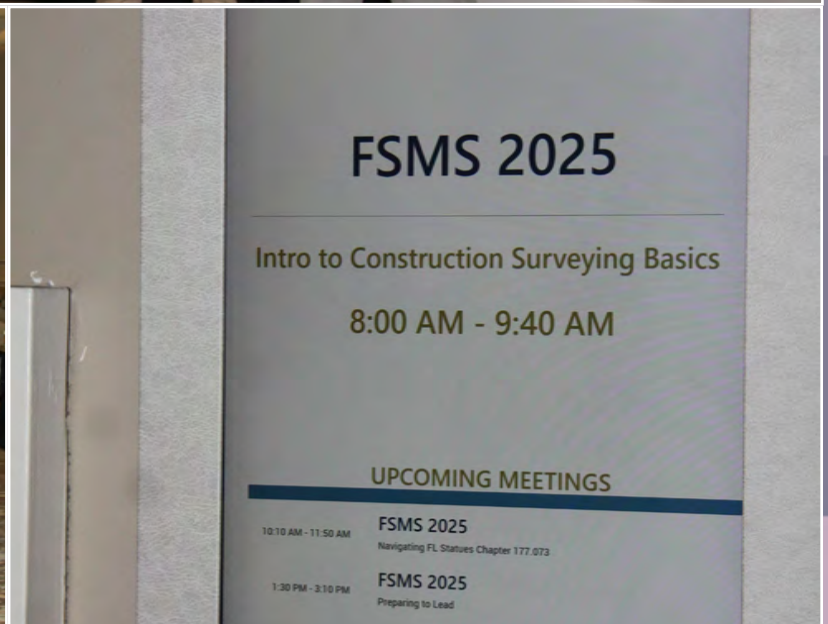 FSMS 2025
Intro to Construction Surveying Basics
8:00 AM - 9:40 AM
UPCOMING MEETINGS
10:10 AM - 11:50 AM
FSMS 2025
Navigating FL Statues Chapter 177.073
1:30 PM - 3:10 PM
FSMS 2025
Preparing to Lead